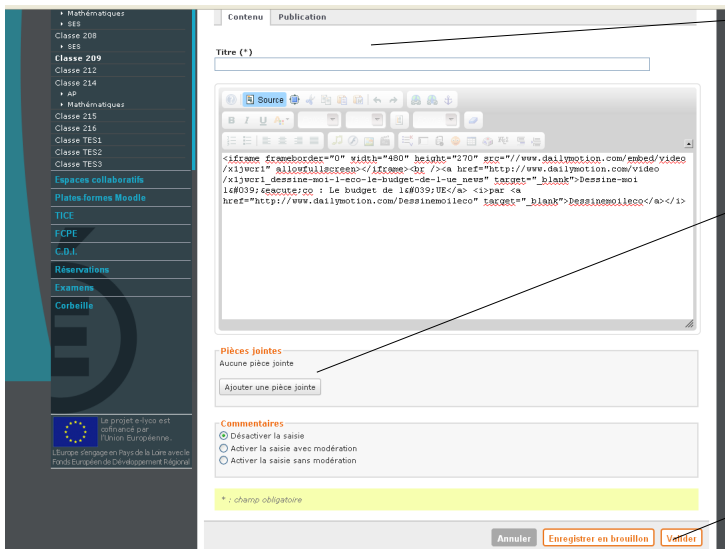 Mathématiques
SES
Classe 208
SES
Classe 209
Classe 212
Classe 214
AP
Mathématiques
Classe 215
Classe 216
Classe TES1
Classe TES2
Classe TES3
Espaces collaboratifs
Plates-formes Moodle
TICE
FCPE
C.D.I.
Réservations
Examens
Corbeille
Le projet e-lyco est
cofinancé par
l'Union Européenne.
L'Europe s'engage en Pays de la Loire avec le
Fonds Européen de Développement Régional
Contenu Publication
Titre (*)
Source
<iframe frameborder="0" width="480" height="270" src="//www.dailymotion.com/embed/video
/x1jwcr1" allowfullscreen></iframe><br /><a href="http://www.dailymotion.com/video
/x1jwcr1_dessine-moi-l-eco-le-budget-de-l-ue_news" target="_blank">Dessine-moi
l&#039;&eacute;co : Le budget de l&#039;UE</a> <i>par <a
href="http://www.dailymotion.com/Dessinemoileco" target="_blank">Dessinemoileco</a></i>
Pièces jointes
Aucune pièce jointe
Ajouter une pièce jointe
Commentaires
Désactiver la saisie
Activer la saisie avec modération
Activer la saisie sans modération
* : champ obligatoire
Annuler Enregistrer en brouillon Valider